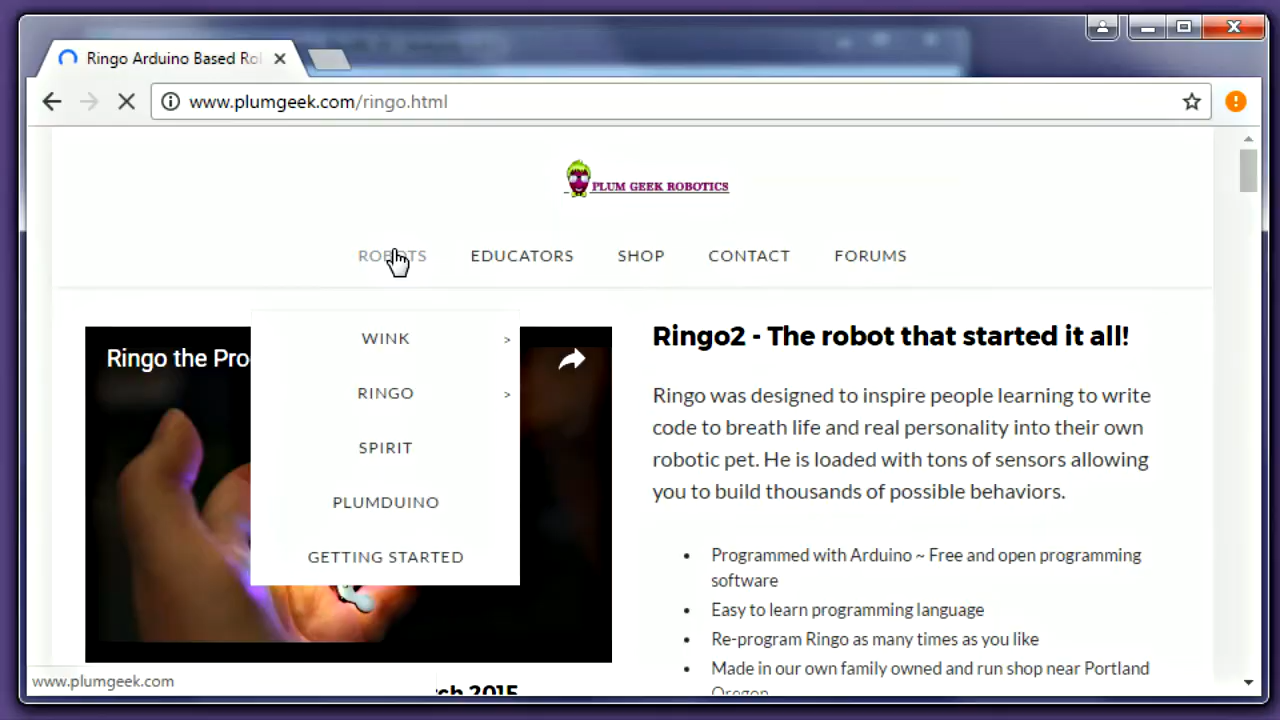 Ringo Arduino Based Ro
www.plumgeek.com/ringo.html
PLUM GEEK ROBOTICS
ROBOTS EDUCATORS SHOP CONTACT FORUMS
WINK >
RINGO >
SPIRIT
PLUMDUINO
GETTING STARTED
Ringo the Pro
Ringo2 - The robot that started it all!
Ringo was designed to inspire people learning to write
code to breath life and real personality into their own
robotic pet. He is loaded with tons of sensors allowing
you to build thousands of possible behaviors.
• Programmed with Arduino ~ Free and open programming
software
• Easy to learn programming language
• Re-program Ringo as many times as you like
• Made in our own family owned and run shop near Portland
Oregon
www.plumgeek.com
rch 2015